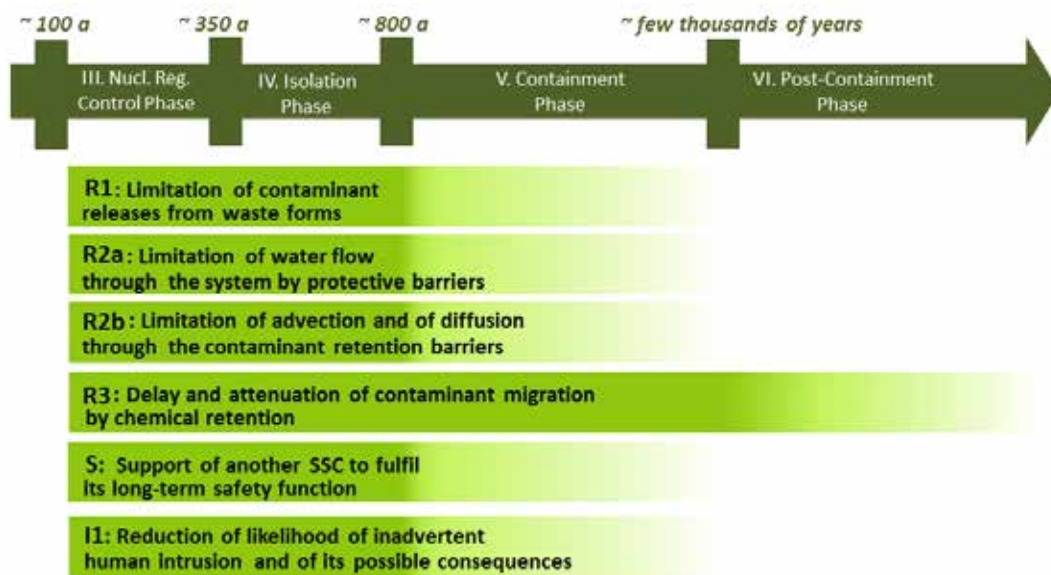 ~ 100 a
~ 350 a
~ 800 a
~ few thousands of years
III. Nucl. Reg.
Control Phase
IV. Isolation
Phase
V. Containment
Phase
VI. Post-Containment
Phase
R1: Limitation of contaminant
releases from waste forms
R2a: Limitation of water flow
through the system by protective barriers
R2b: Limitation of advection and of diffusion
through the contaminant retention barriers
R3: Delay and attenuation of contaminant migration
by chemical retention
S: Support of another SSC to fulfil
its long-term safety function
I1: Reduction of likelihood of inadvertent
human intrusion and of its possible consequences